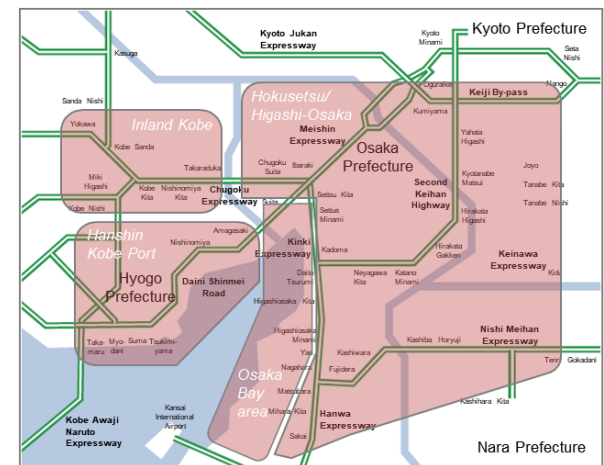 Kyoto Jukan
Expressway
Kyoto
Minami
Kyoto Prefecture
Seta
Nishi
Kasuga
Nango
Oguraike
Keiji By-pass
Sanda Nishi
Hokusetsu/
Higashi-Osaka
Kumiyama
Yokawa
Inland Kobe
Meishin
Expressway
Osaka
Prefecture
Yahata
Higashi
Kobe Sanda
Takaraduka
Chugoku
Suita
Ibaraki
Kyotanabe
Matsui
Joyo
Miki
Higashi
Second
Keihan
Highway
Tanabe Kita
Kobe
Kita
Nishinomiya
Kita
Chugoku
Expressway
Suita
Settsu Kita
Tanabe Nishi
Kobe Nishi
Settus
Minami
Hirakata
Higashi
Hanshin
Kobe Port
Amagasaki
Nishinomiya
Kinki
Expressway
Kadoma
Hirakata
Gakken
Keinawa
Expressway
Hyogo
Prefecture
Daini Shinmei
Road
Daito
Tsurumi
Neyagawa
Kita
Katano
Minami
Kidu
Higashiosaka Kita
Higashiosaka
Minami
Nishi Meihan
Expressway
Taka-
maru
Myo-
dani
Suma
Tsukimi-
yama
Kashiba
Horyuji
Yao
Kashiwara
Tenri
Gokadani
Osaka
Bay
area
Nagahara
Fujidera
Matsubara
Kashihara Kita
Kansai
International
Airport
Mihara Kita
Hanwa
Expressway
Kobe Awaji
Naruto
Expressway
Sakai
Nara Prefecture